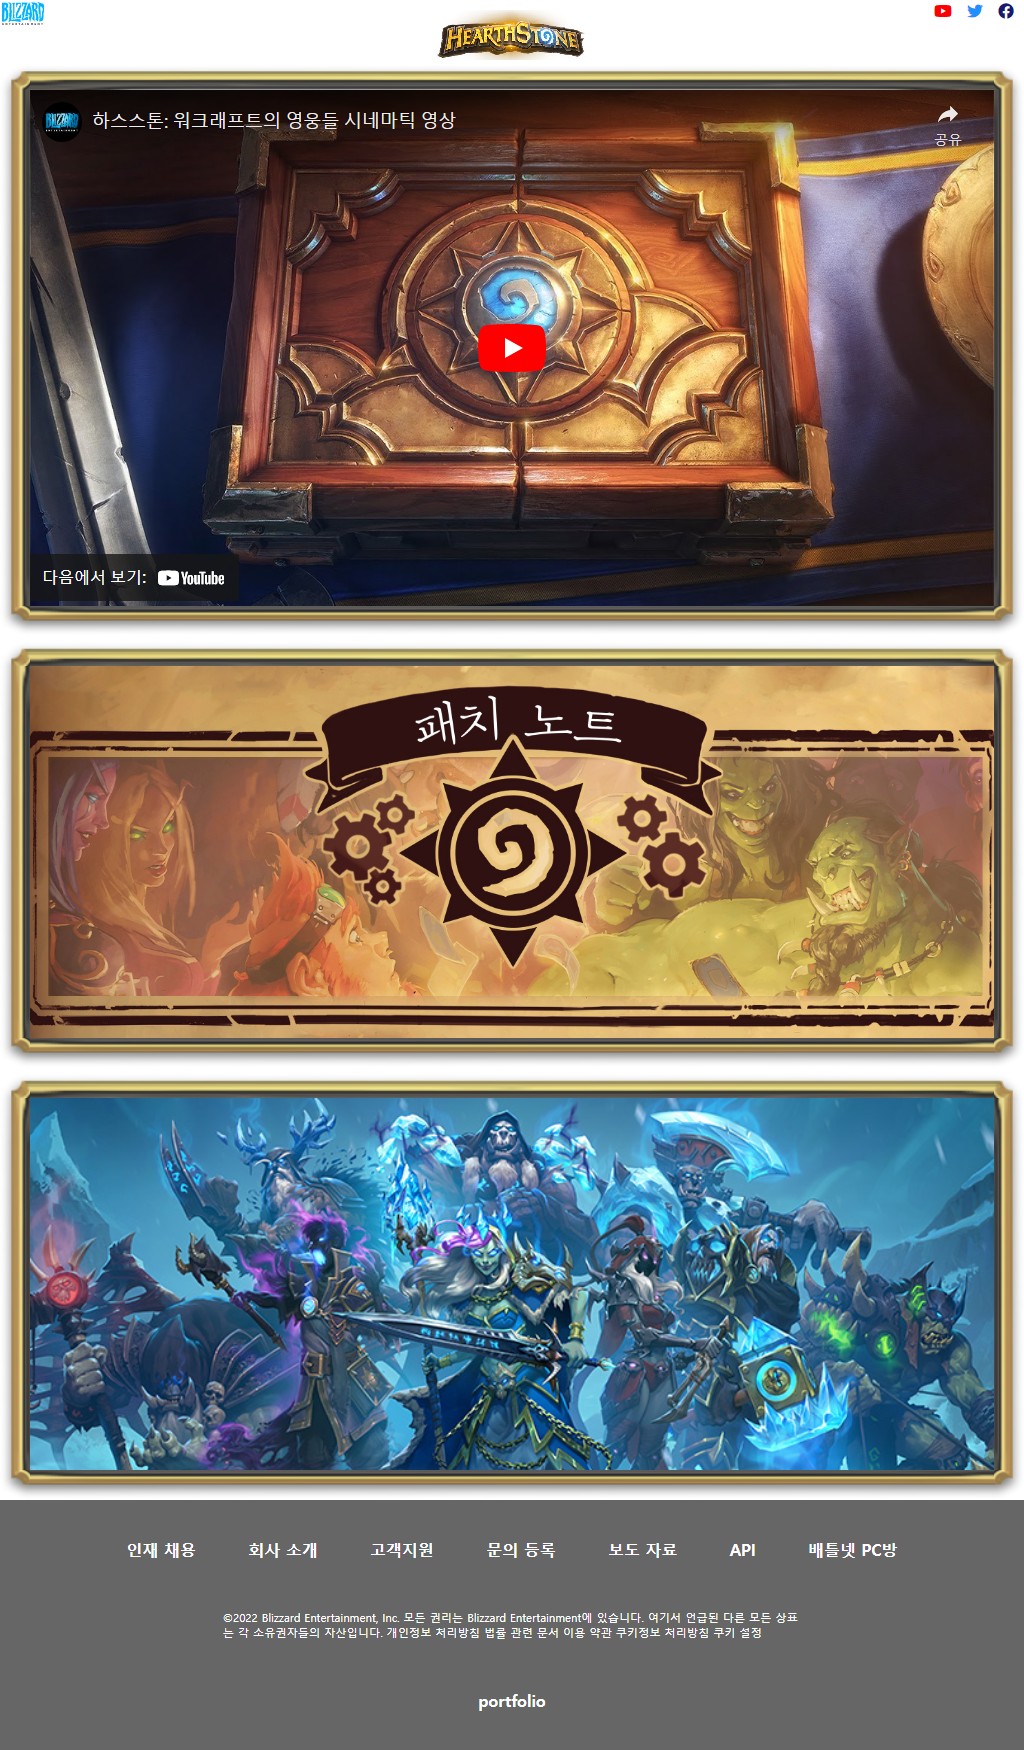 BLIZZARD
ENTERTAINMENT
HEARTHSTONE
BLIZZARD
하스스톤: 워크래프트의 영웅들 시네마틱 영상
공유
다음에서 보기: YouTube
패치 노트
인재 채용 회사 소개 고객지원 문의 등록 보도 자료 API 배틀넷 PC방
©2022 Blizzard Entertainment, Inc. 모든 권리는 Blizzard Entertainment에 있습니다. 여기서 언급된 다른 모든 상표
는 각 소유권자들의 자산입니다. 개인정보 처리방침 법률 관련 문서 이용 약관 쿠키정보 처리방침 쿠키 설정
portfolio